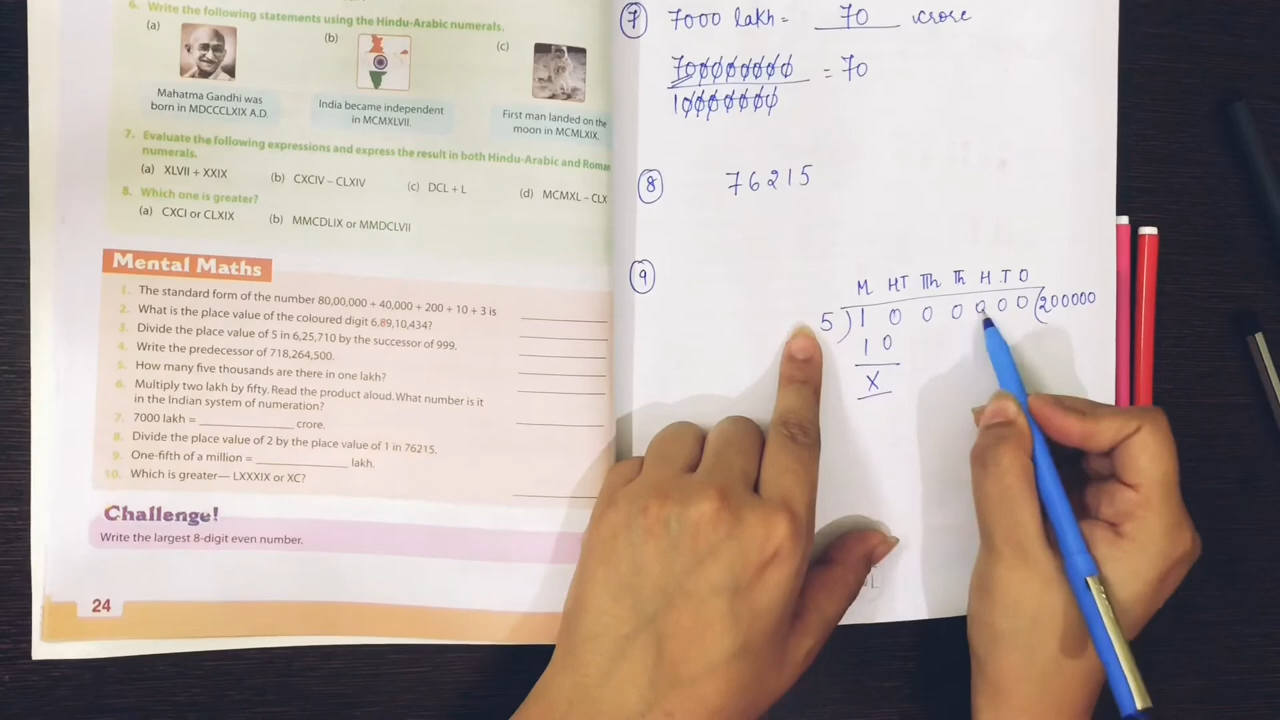 6. Write the following statements using the Hindu-Arabic numerals.
(a)
(b)
(c)
Mahatma Gandhi was
born in MDCCCLXIX A.D.
India became independent
in MCMXLVII.
First man landed on the
moon in MCMLXIX.
7. Evaluate the following expressions and express the result in both Hindu-Arabic and Roma
numerals.
(a) XLVII + XXIX (b) CXCIV – CLXIV (c) DCL + L (d) MCMXL – CLX
8. Which one is greater?
(a) CXCI or CLXIX (b) MMCDLIX or MMDCLVII
Mental Maths
1. The standard form of the number 80,00,000 + 40,000 + 200 + 10 + 3 is
2. What is the place value of the coloured digit 6,89,10,434?
3. Divide the place value of 5 in 6,25,710 by the successor of 999.
4. Write the predecessor of 718,264,500.
5. How many five thousands are there in one lakh?
6. Multiply two lakh by fifty. Read the product aloud. What number is it
in the Indian system of numeration?
7. 7000 lakh = ____________ crore.
8. Divide the place value of 2 by the place value of 1 in 76215.
9. One-fifth of a million = ____________ lakh.
10. Which is greater— LXXXIX or XC?
Challenge!
Write the largest 8-digit even number.
24
7 7000 lakh = 70 crore
700000000 = 70
10000000
8 76215
9
M HT Th Th H T O
5) 1 0 0 0 0 0 0 (200000
1 0
X